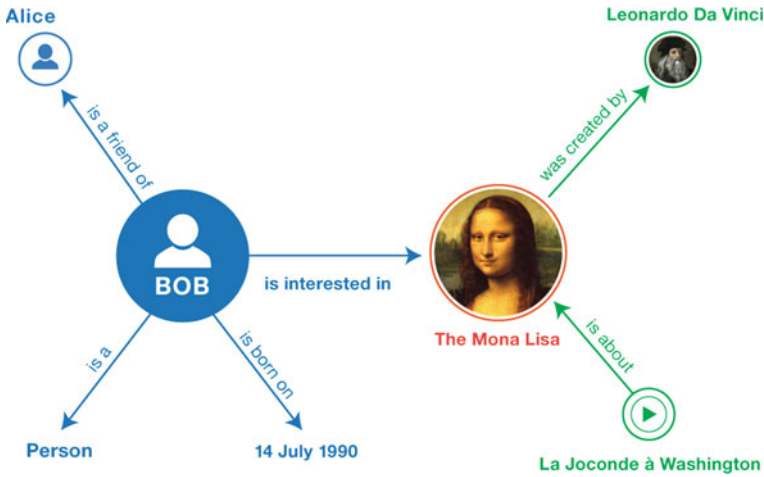 Alice
Leonardo Da Vinci
is a friend of
was created by
BOB
is interested in
The Mona Lisa
is a
is born on
is about
Person
14 July 1990
La Joconde à Washington